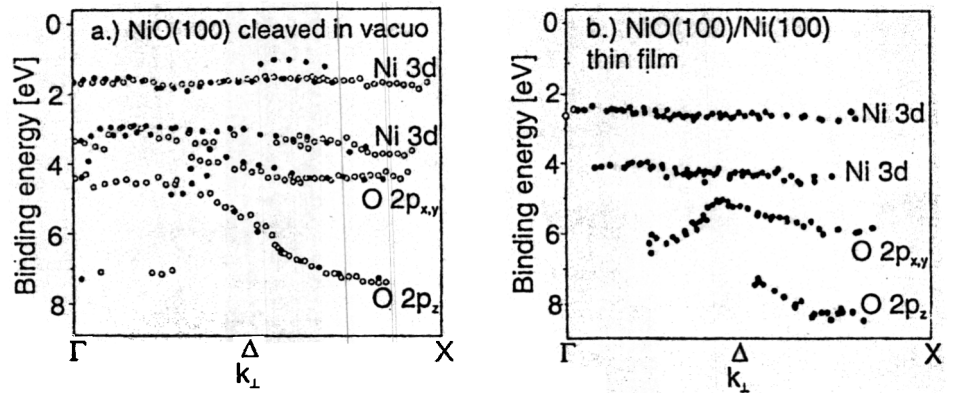 a.) NiO(100) cleaved in vacuo
Binding energy [eV]
0
2
4
6
8
Ni 3d
Ni 3d
O 2px,y
O 2pz
Γ
Δ
X
k⊥
b.) NiO(100)/Ni(100)
thin film
Binding energy [eV]
0
2
4
6
8
Ni 3d
Ni 3d
O 2px,y
O 2pz
Γ
Δ
X
k⊥